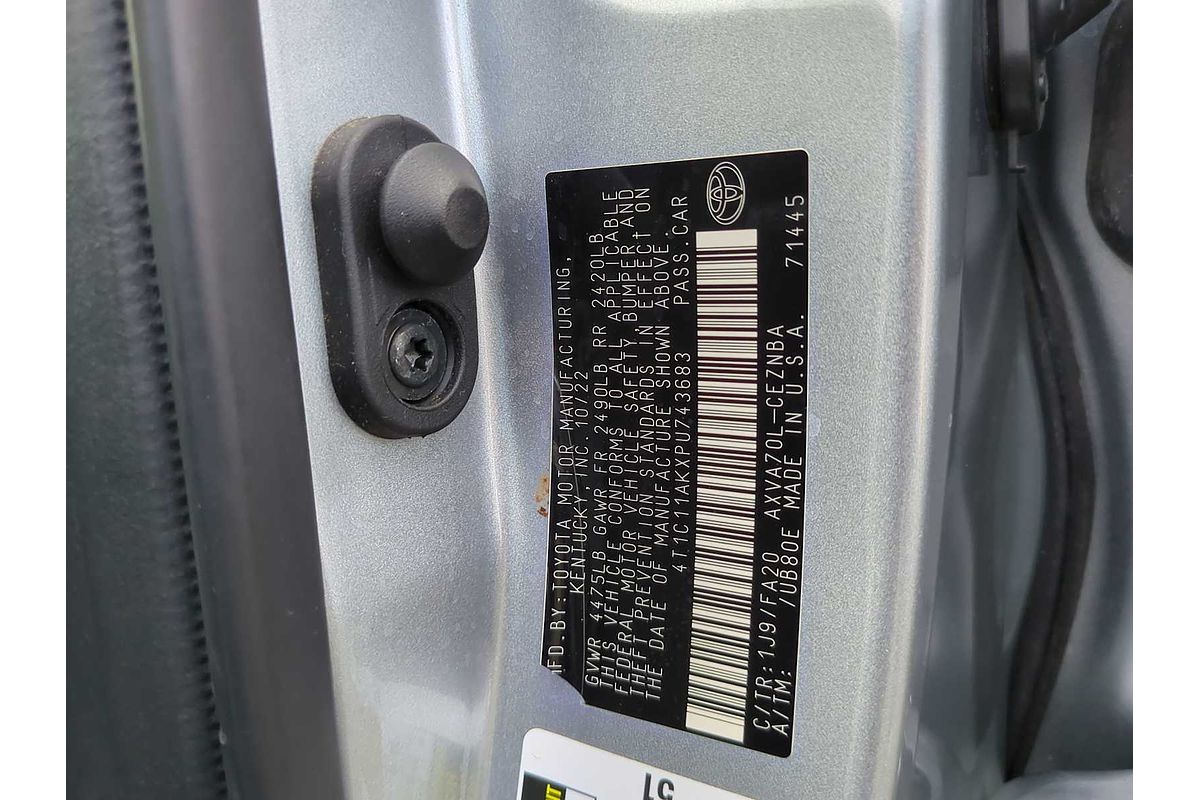 MFD.BY:TOYOTA MOTOR MANUFACTURING,
KENTUCKY, INC. 10/22
GVWR 4475LB GAWR FR 2490LB RR 2420LB
THIS VEHICLE CONFORMS TO ALL APPLICABLE
FEDERAL MOTOR VEHICLE SAFETY, BUMPER AND
THEFT PREVENTION STANDARDS IN EFFECT ON
THE DATE OF MANUFACTURE SHOWN ABOVE.
4T1C11AKXPU743683 PASS.CAR
C/TR:1J9/FA20 AXVA70L-CEZNBA
A/TM: /UB80E MADE IN U.S.A. 71445